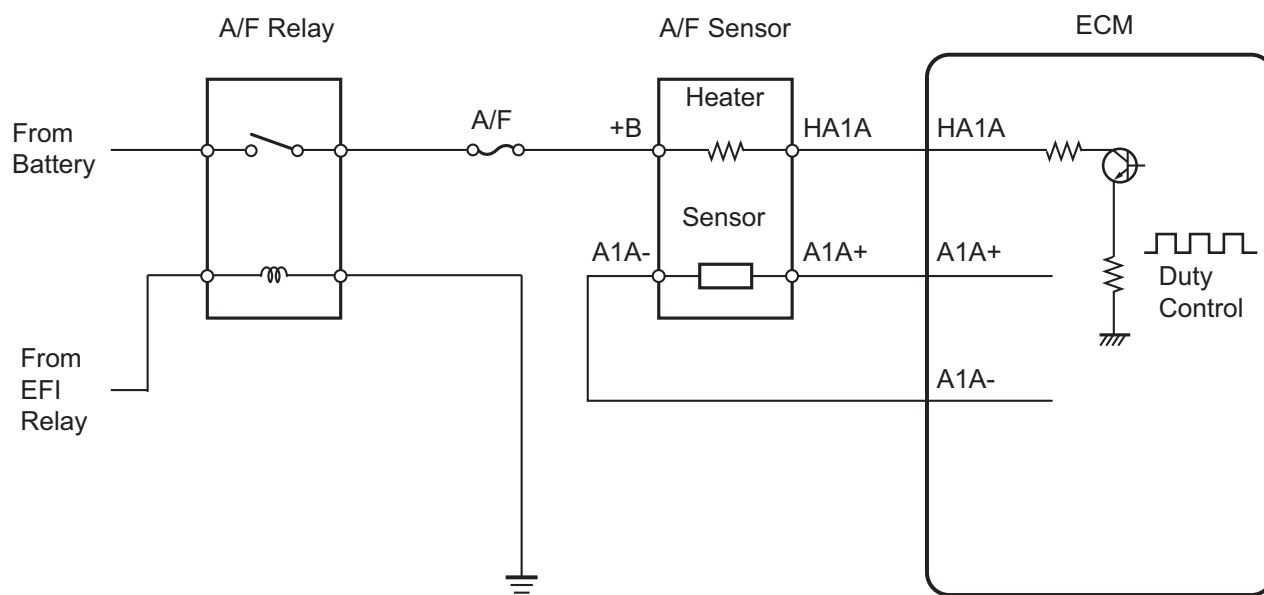 A/F Relay
A/F Sensor
ECM
Heater
From
Battery
A/F
+B
HA1A
HA1A
Sensor
A1A-
A1A+
A1A+
Duty
Control
From
EFI
Relay
A1A-